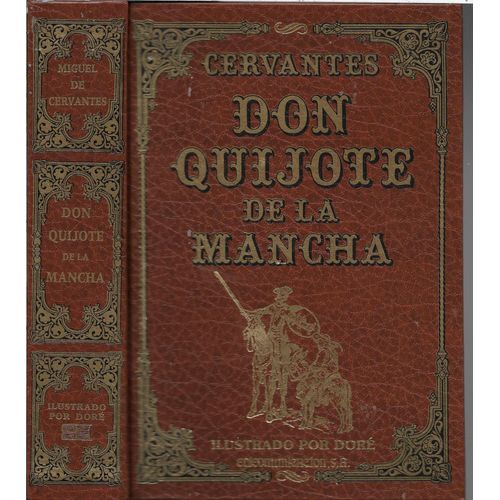 MIGUEL
DE
CERVANTES
DON
QUIJOTE
DE LA
MANCHA
ILUSTRADO
POR DORÉ
CERVANTES
DON
QUIJOTE
DE LA
MANCHA
ILUSTRADO POR DORÉ
edicomunicación, s.a.